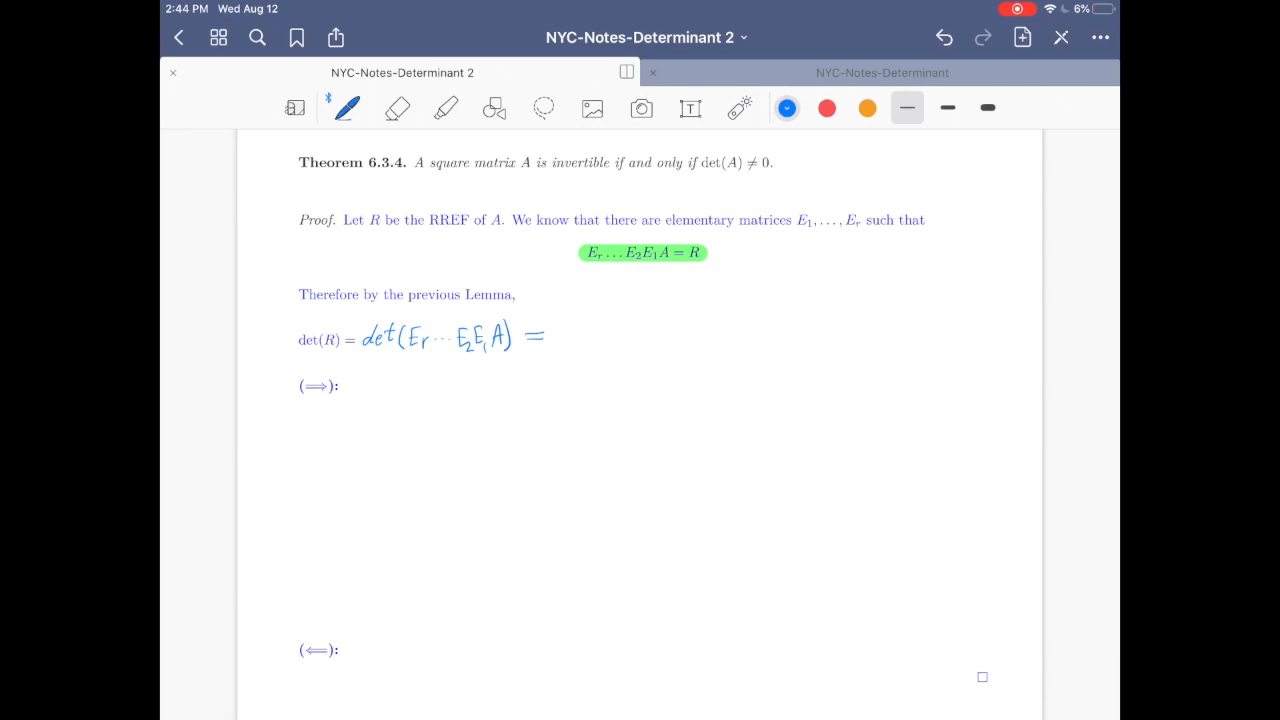 2:44 PM Wed Aug 12 6%
NYC-Notes-Determinant 2
NYC-Notes-Determinant 2 NYC-Notes-Determinant
T
Theorem 6.3.4. A square matrix A is invertible if and only if det(A) ≠ 0.
Proof. Let R be the RREF of A. We know that there are elementary matrices E₁, . . . , Eᵣ such that
Eᵣ . . . E₂E₁A = R
Therefore by the previous Lemma,
det(R) = det(Eᵣ ··· E₂E₁A) =
(⟹):
(⟸):
□